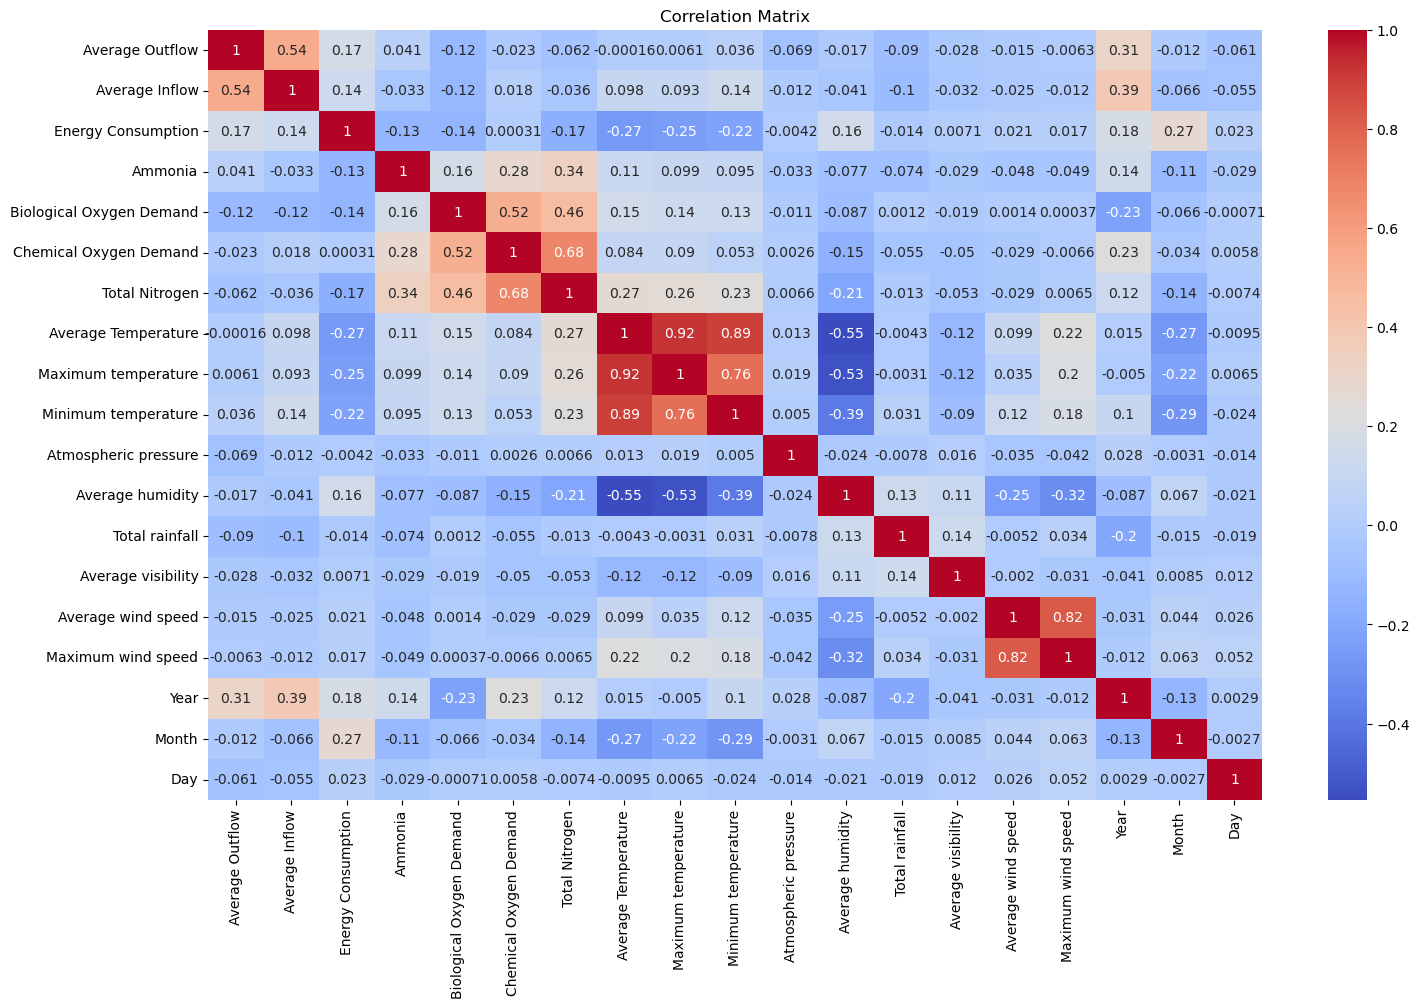 Correlation Matrix
Average Outflow 1 0.54 0.17 0.041 -0.12 -0.023 -0.062 -0.00016 0.0061 0.036 -0.069 -0.017 -0.09 -0.028 -0.015 -0.0063 0.31 -0.012 -0.061
Average Inflow 0.54 1 0.14 -0.033 -0.12 0.018 -0.036 0.098 0.093 0.14 -0.012 -0.041 -0.1 -0.032 -0.025 -0.012 0.39 -0.066 -0.055
Energy Consumption 0.17 0.14 1 -0.13 -0.14 0.00031 -0.17 -0.27 -0.25 -0.22 -0.0042 0.16 -0.014 0.0071 0.021 0.017 0.18 0.27 0.023
Ammonia 0.041 -0.033 -0.13 1 0.16 0.28 0.34 0.11 0.099 0.095 -0.033 -0.077 -0.074 -0.029 -0.048 -0.049 0.14 -0.11 -0.029
Biological Oxygen Demand -0.12 -0.12 -0.14 0.16 1 0.52 0.46 0.15 0.14 0.13 -0.011 -0.087 0.0012 -0.019 0.0014 0.00037 -0.23 -0.066 -0.00071
Chemical Oxygen Demand -0.023 0.018 0.00031 0.28 0.52 1 0.68 0.084 0.09 0.053 0.0026 -0.15 -0.055 -0.05 -0.029 -0.0066 0.23 -0.034 0.0058
Total Nitrogen -0.062 -0.036 -0.17 0.34 0.46 0.68 1 0.27 0.26 0.23 0.0066 -0.21 -0.013 -0.053 -0.029 0.0065 0.12 -0.14 -0.0074
Average Temperature -0.00016 0.098 -0.27 0.11 0.15 0.084 0.27 1 0.92 0.89 0.013 -0.55 -0.0043 -0.12 0.099 0.22 0.015 -0.27 -0.0095
Maximum temperature 0.0061 0.093 -0.25 0.099 0.14 0.09 0.26 0.92 1 0.76 0.019 -0.53 -0.0031 -0.12 0.035 0.2 -0.005 -0.22 0.0065
Minimum temperature 0.036 0.14 -0.22 0.095 0.13 0.053 0.23 0.89 0.76 1 0.005 -0.39 0.031 -0.09 0.12 0.18 0.1 -0.29 -0.024
Atmospheric pressure -0.069 -0.012 -0.0042 -0.033 -0.011 0.0026 0.0066 0.013 0.019 0.005 1 -0.024 -0.0078 0.016 -0.035 -0.042 0.028 -0.0031 -0.014
Average humidity -0.017 -0.041 0.16 -0.077 -0.087 -0.15 -0.21 -0.55 -0.53 -0.39 -0.024 1 0.13 0.11 -0.25 -0.32 -0.087 0.067 -0.021
Total rainfall -0.09 -0.1 -0.014 -0.074 0.0012 -0.055 -0.013 -0.0043 -0.0031 0.031 -0.0078 0.13 1 0.14 -0.0052 0.034 -0.2 -0.015 -0.019
Average visibility -0.028 -0.032 0.0071 -0.029 -0.019 -0.05 -0.053 -0.12 -0.12 -0.09 0.016 0.11 0.14 1 -0.002 -0.031 -0.041 0.0085 0.012
Average wind speed -0.015 -0.025 0.021 -0.048 0.0014 -0.029 -0.029 0.099 0.035 0.12 -0.035 -0.25 -0.0052 -0.002 1 0.82 -0.031 0.044 0.026
Maximum wind speed -0.0063 -0.012 0.017 -0.049 0.00037 -0.0066 0.0065 0.22 0.2 0.18 -0.042 -0.32 0.034 -0.031 0.82 1 -0.012 0.063 0.052
Year 0.31 0.39 0.18 0.14 -0.23 0.23 0.12 0.015 -0.005 0.1 0.028 -0.087 -0.2 -0.041 -0.031 -0.012 1 -0.13 0.0029
Month -0.012 -0.066 0.27 -0.11 -0.066 -0.034 -0.14 -0.27 -0.22 -0.29 -0.0031 0.067 -0.015 0.0085 0.044 0.063 -0.13 1 -0.0027
Day -0.061 -0.055 0.023 -0.029 -0.00071 0.0058 -0.0074 -0.0095 0.0065 -0.024 -0.014 -0.021 -0.019 0.012 0.026 0.052 0.0029 -0.0027 1
Average Outflow
Average Inflow
Energy Consumption
Ammonia
Biological Oxygen Demand
Chemical Oxygen Demand
Total Nitrogen
Average Temperature
Maximum temperature
Minimum temperature
Atmospheric pressure
Average humidity
Total rainfall
Average visibility
Average wind speed
Maximum wind speed
Year
Month
Day
1.0
0.8
0.6
0.4
0.2
0.0
−0.2
−0.4